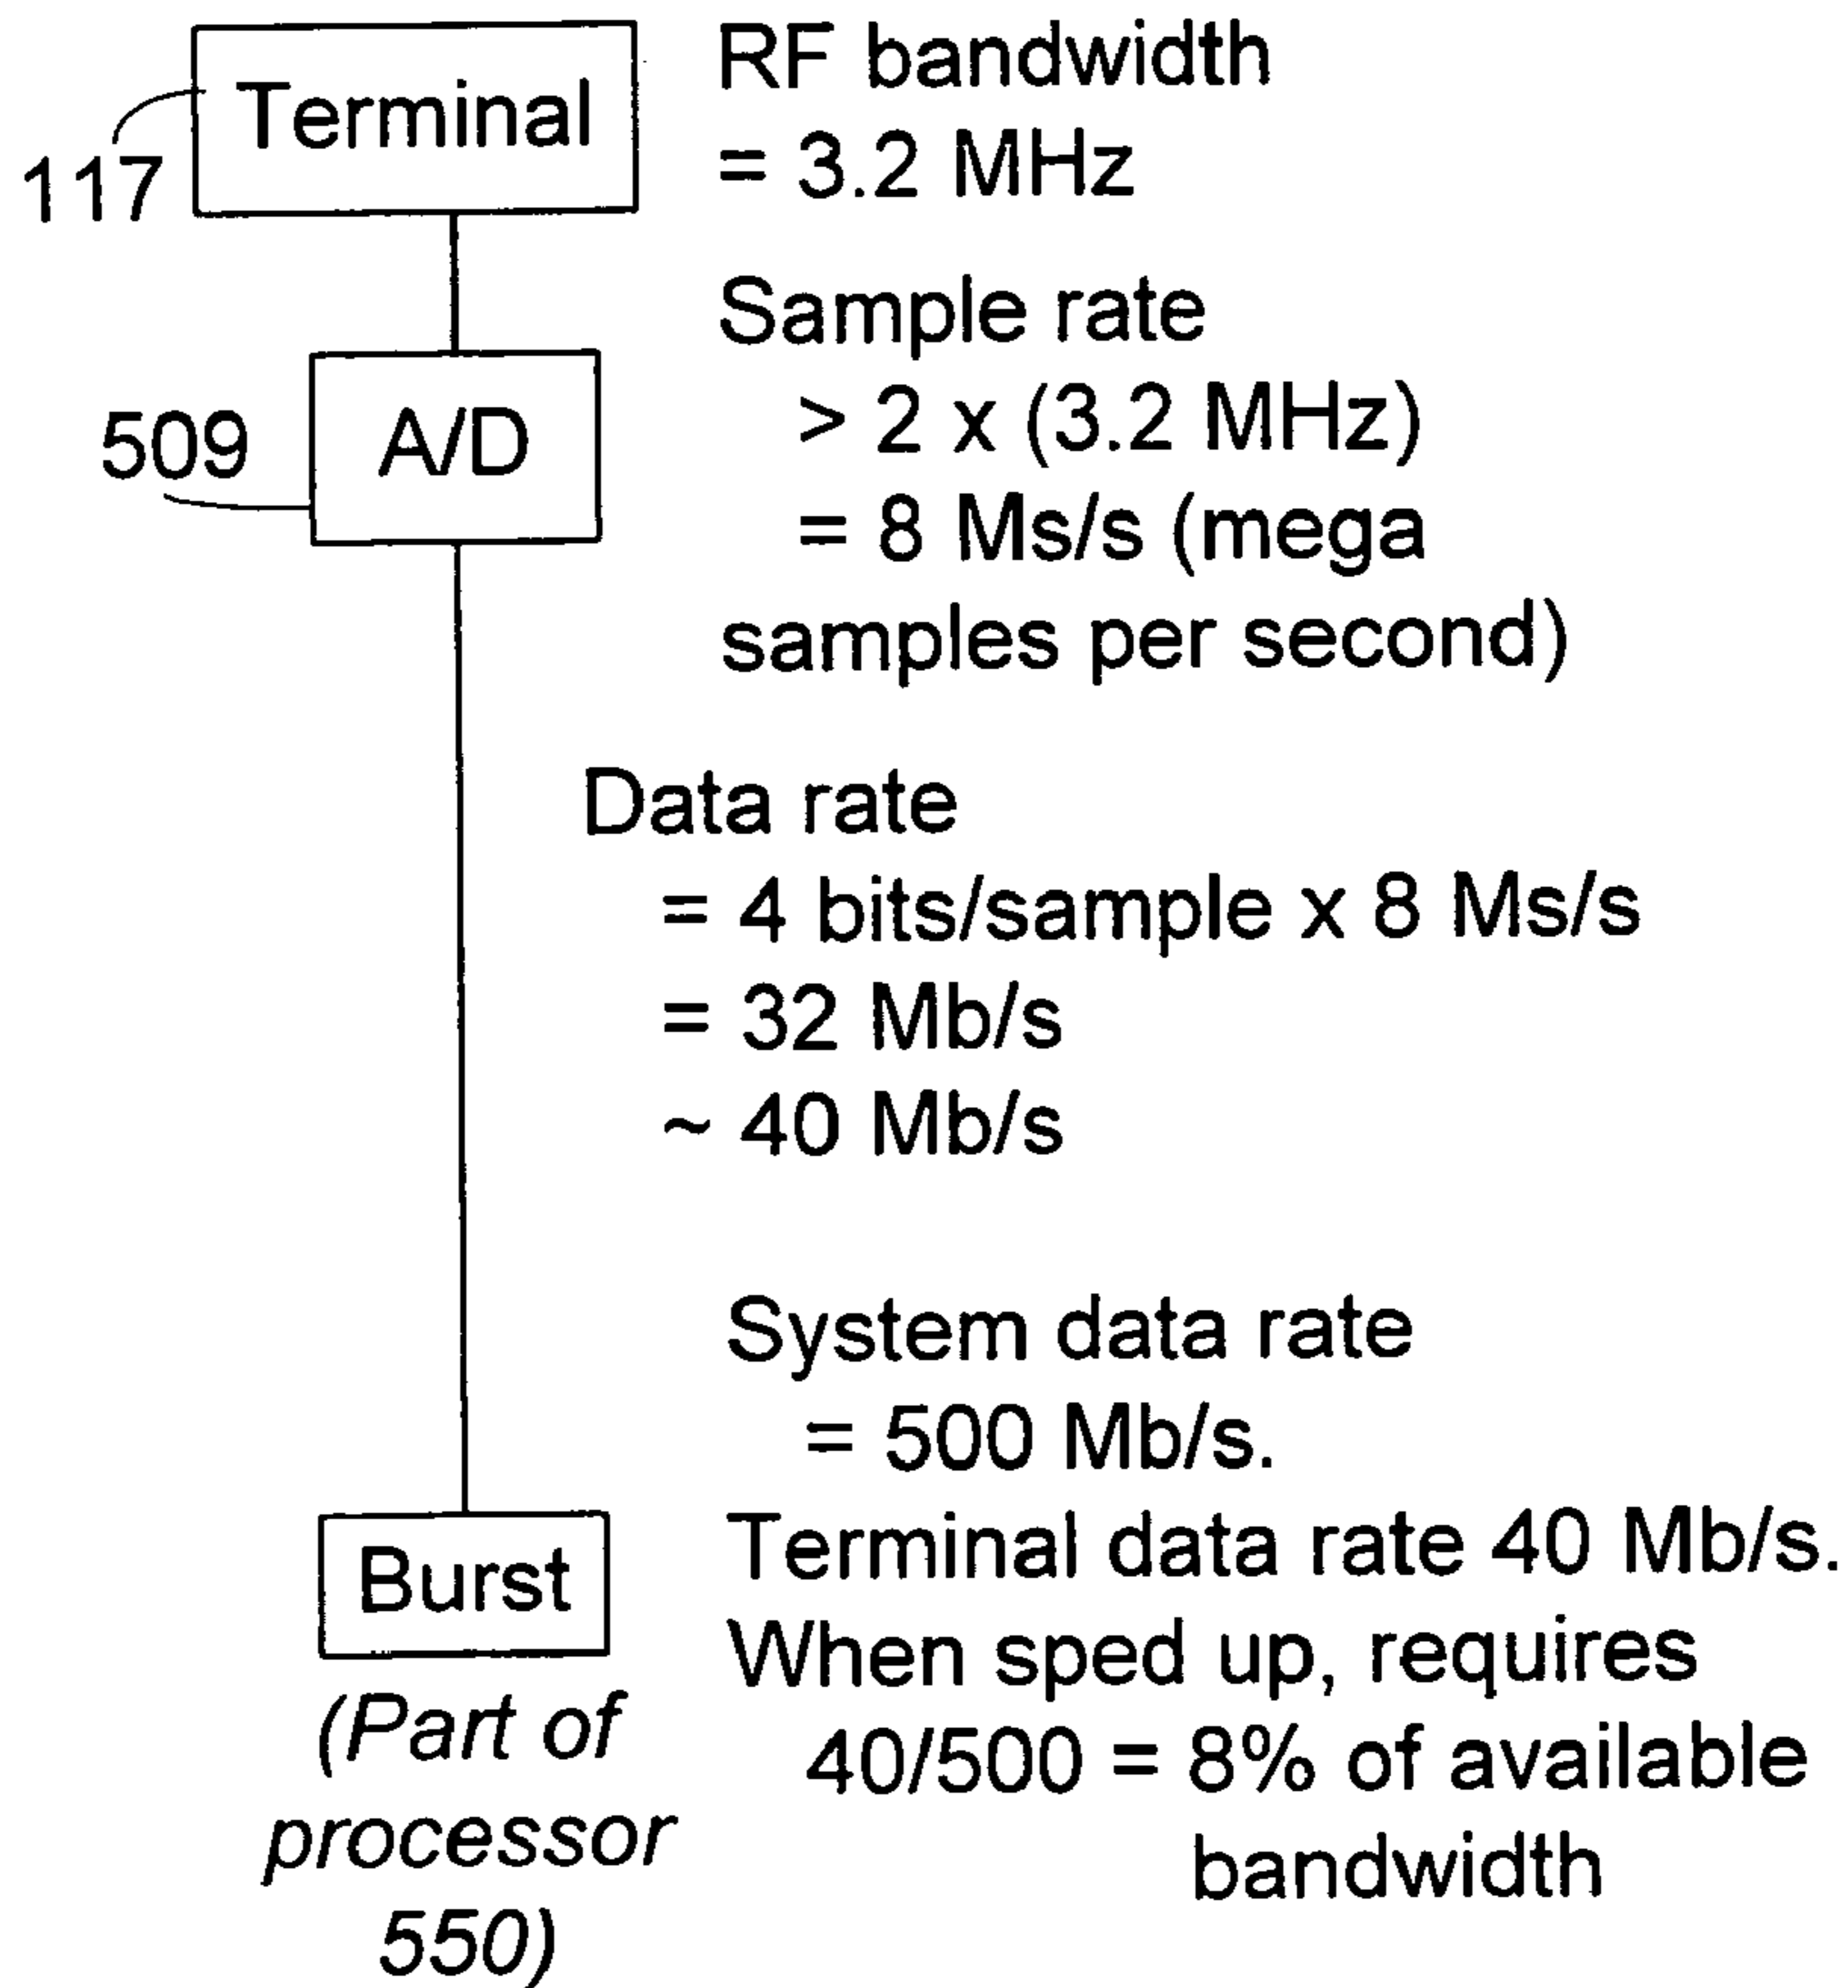 Terminal
117
RF bandwidth
= 3.2 MHz
509
A/D
Sample rate
> 2 x (3.2 MHz)
= 8 Ms/s (mega
samples per second)
Data rate
= 4 bits/sample x 8 Ms/s
= 32 Mb/s
~ 40 Mb/s
Burst
(Part of
processor
550)
System data rate
= 500 Mb/s.
Terminal data rate 40 Mb/s.
When sped up, requires
40/500 = 8% of available
bandwidth